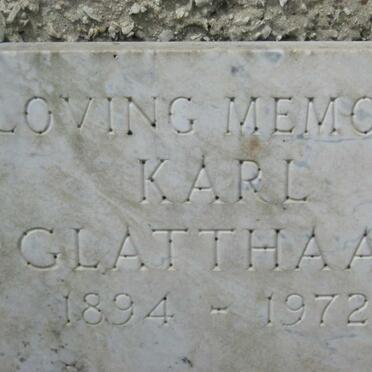 LOVING MEMO
KARL
GLATTHAA
1894 - 1972